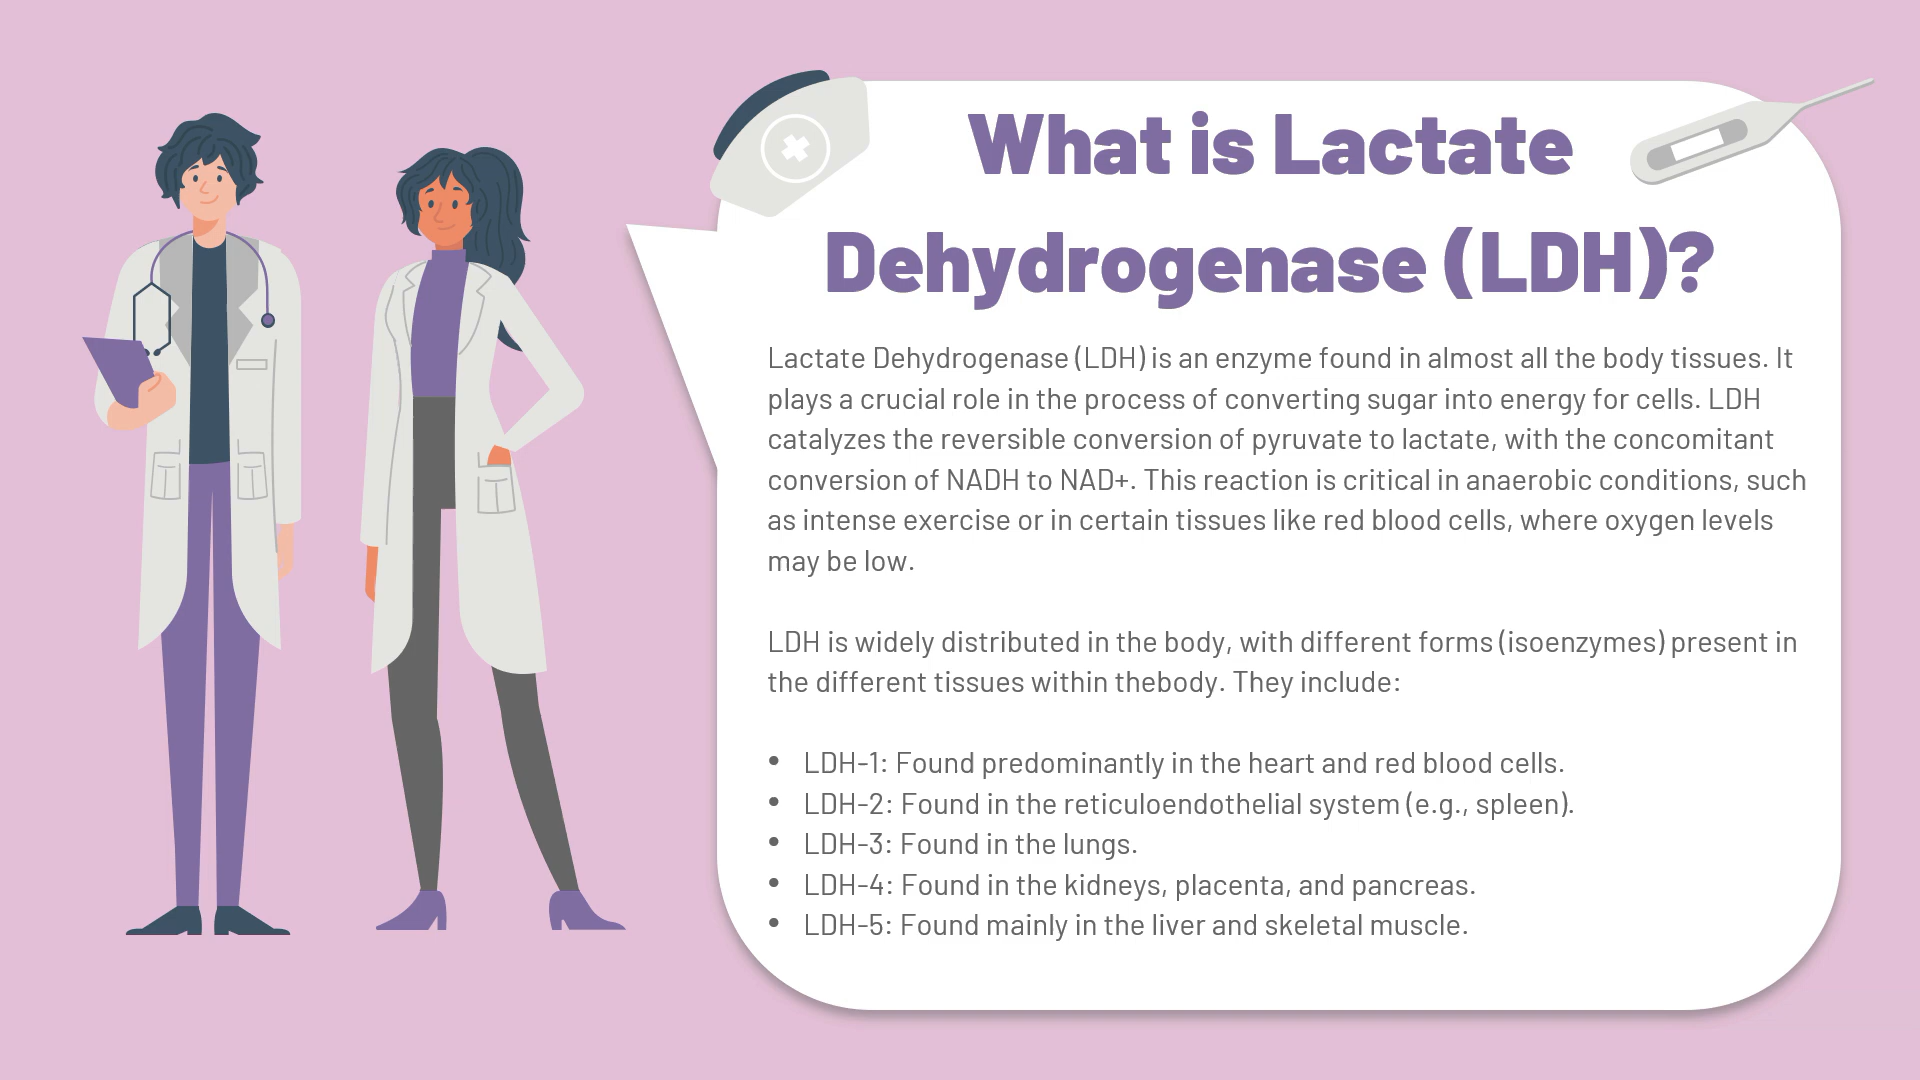 What is Lactate
Dehydrogenase (LDH)?
Lactate Dehydrogenase (LDH) is an enzyme found in almost all the body tissues. It
plays a crucial role in the process of converting sugar into energy for cells. LDH
catalyzes the reversible conversion of pyruvate to lactate, with the concomitant
conversion of NADH to NAD+. This reaction is critical in anaerobic conditions, such
as intense exercise or in certain tissues like red blood cells, where oxygen levels
may be low.
LDH is widely distributed in the body, with different forms (isoenzymes) present in
the different tissues within thebody. They include:
• LDH-1: Found predominantly in the heart and red blood cells.
• LDH-2: Found in the reticuloendothelial system (e.g., spleen).
• LDH-3: Found in the lungs.
• LDH-4: Found in the kidneys, placenta, and pancreas.
• LDH-5: Found mainly in the liver and skeletal muscle.